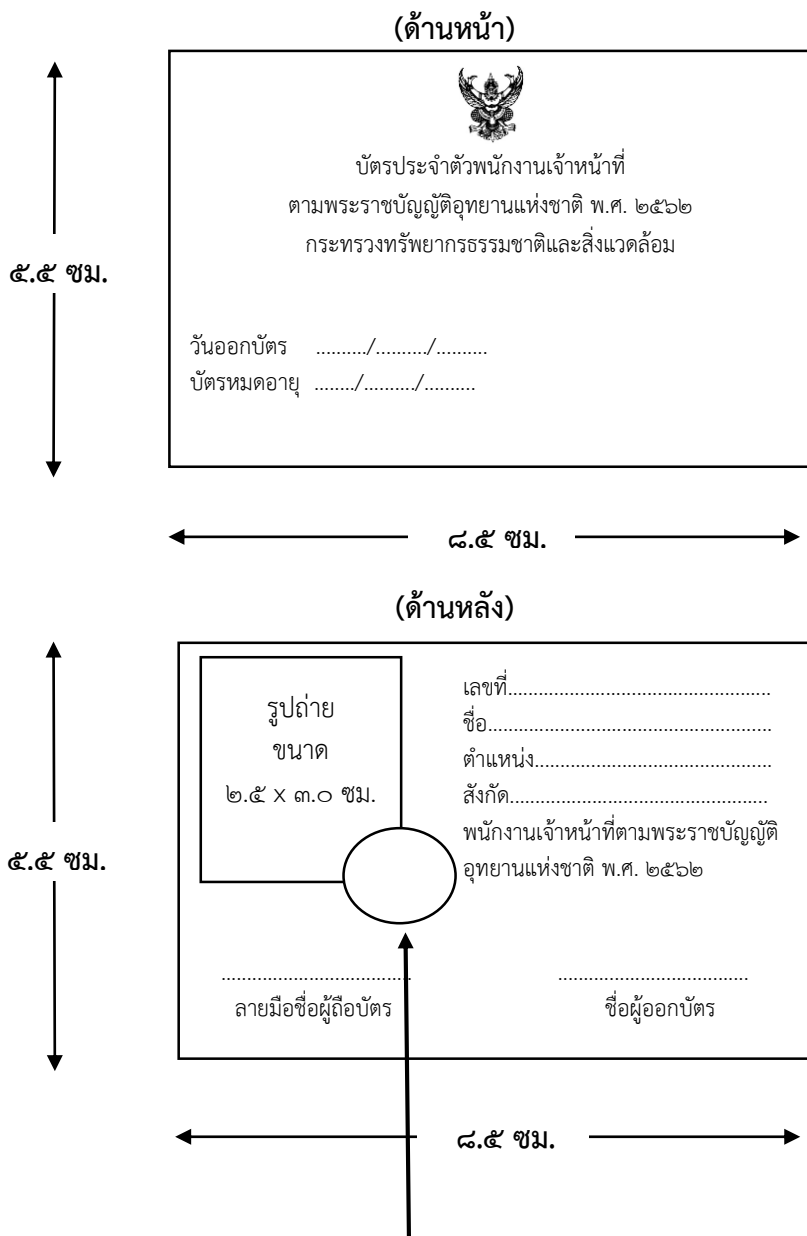 (ด้านหน้า)
บัตรประจำตัวพนักงานเจ้าหน้าที่
ตามพระราชบัญญัติอุทยานแห่งชาติ พ.ศ. ๒๕๖๒
กระทรวงทรัพยากรธรรมชาติและสิ่งแวดล้อม
๕.๕ ซม.
วันออกบัตร ........../........../..........
บัตรหมดอายุ ......../........../..........
๘.๕ ซม.
(ด้านหลัง)
รูปถ่าย
ขนาด
๒.๕ X ๓.๐ ซม.
เลขที่...................................................
ชื่อ.......................................................
ตำแหน่ง..............................................
สังกัด..................................................
พนักงานเจ้าหน้าที่ตามพระราชบัญญัติ
อุทยานแห่งชาติ พ.ศ. ๒๕๖๒
๕.๕ ซม.
..................................... .....................................
ลายมือชื่อผู้ถือบัตร ชื่อผู้ออกบัตร
๘.๕ ซม.